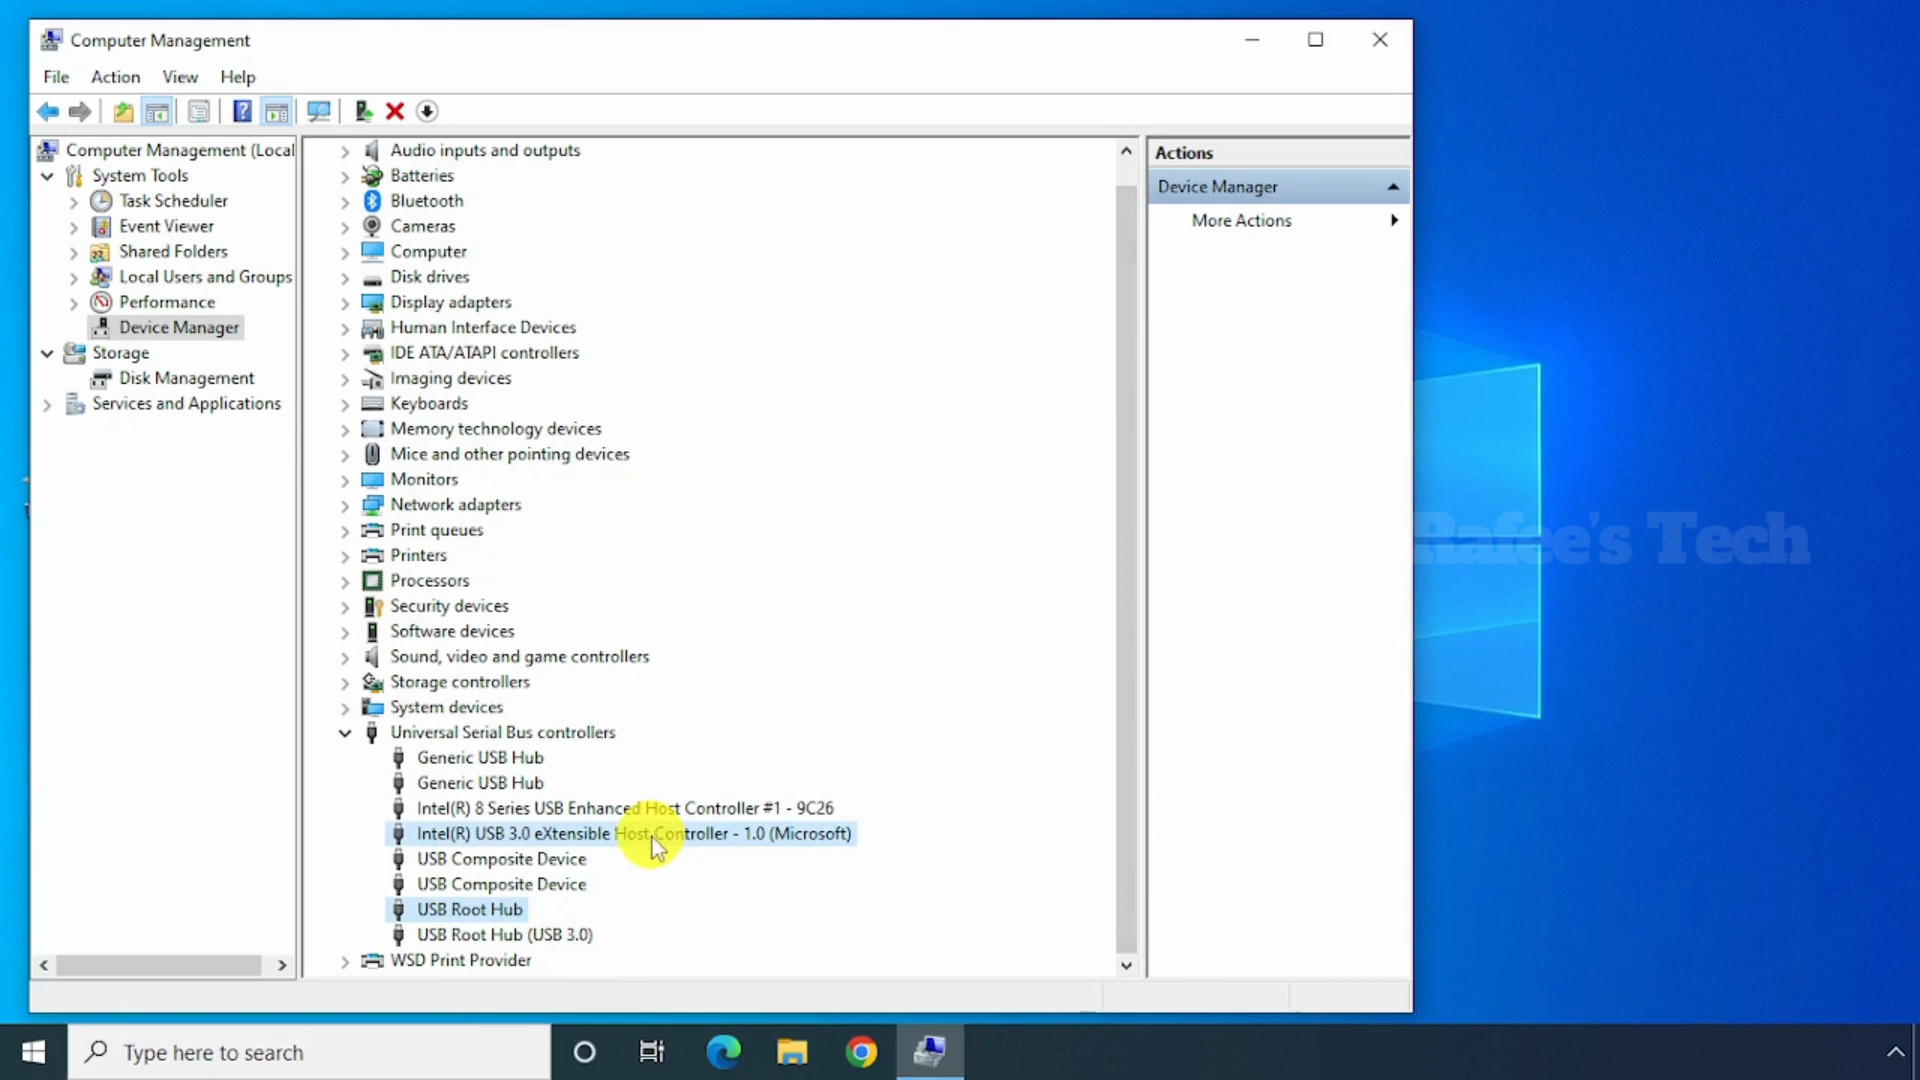 Computer Management
File Action View Help
Computer Management (Local
System Tools
Task Scheduler
Event Viewer
Shared Folders
Local Users and Groups
Performance
Device Manager
Storage
Disk Management
Services and Applications
Audio inputs and outputs
Batteries
Bluetooth
Cameras
Computer
Disk drives
Display adapters
Human Interface Devices
IDE ATA/ATAPI controllers
Imaging devices
Keyboards
Memory technology devices
Mice and other pointing devices
Monitors
Network adapters
Print queues
Printers
Processors
Security devices
Software devices
Sound, video and game controllers
Storage controllers
System devices
Universal Serial Bus controllers
Generic USB Hub
Generic USB Hub
Intel(R) 8 Series USB Enhanced Host Controller #1 - 9C26
Intel(R) USB 3.0 eXtensible Host Controller - 1.0 (Microsoft)
USB Composite Device
USB Composite Device
USB Root Hub
USB Root Hub (USB 3.0)
WSD Print Provider
Actions
Device Manager
More Actions
Rafee's Tech
Type here to search